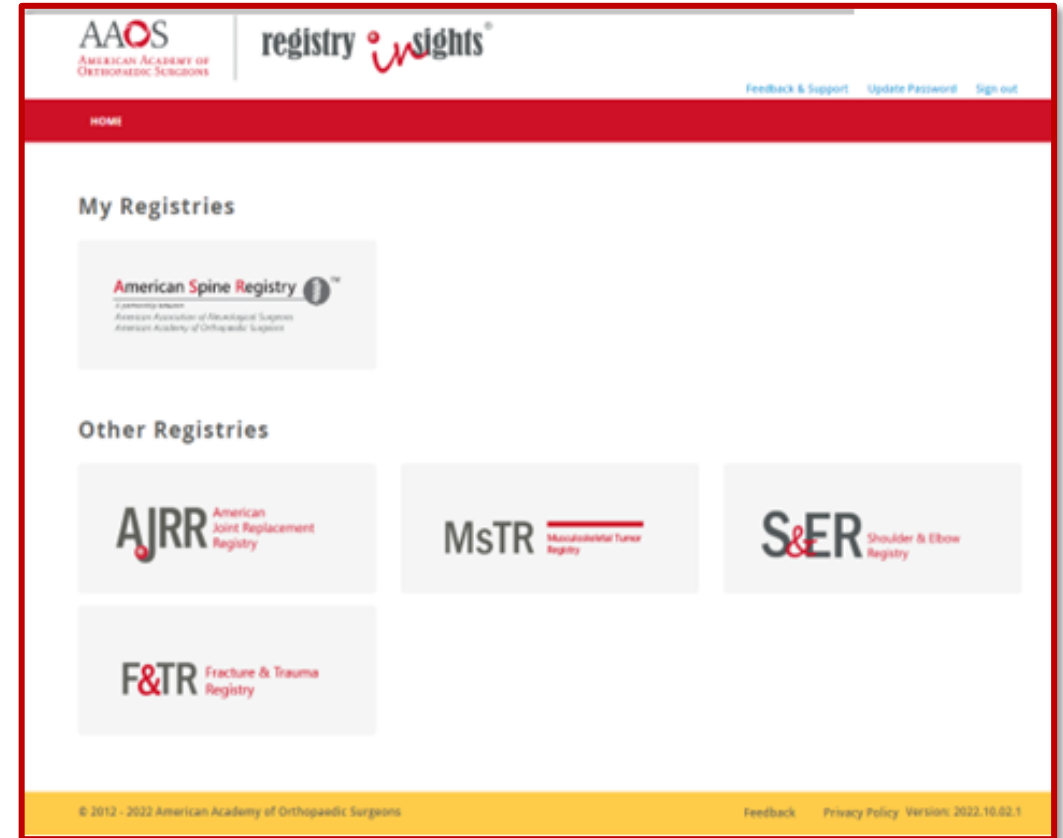 AAOS
AMERICAN ACADEMY OF
ORTHOPAEDIC SURGEONS
registry insights®
Feedback & Support Update Password Sign out
HOME
My Registries
American Spine Registry ™
A partnership between
American Association of Neurological Surgeons
American Academy of Orthopaedic Surgeons
Other Registries
AJRR American
Joint Replacement
Registry
MsTR Musculoskeletal Tumor
Registry
S&ER Shoulder & Elbow
Registry
F&TR Fracture & Trauma
Registry
© 2012 - 2022 American Academy of Orthopaedic Surgeons
Feedback Privacy Policy Version: 2022.10.02.1